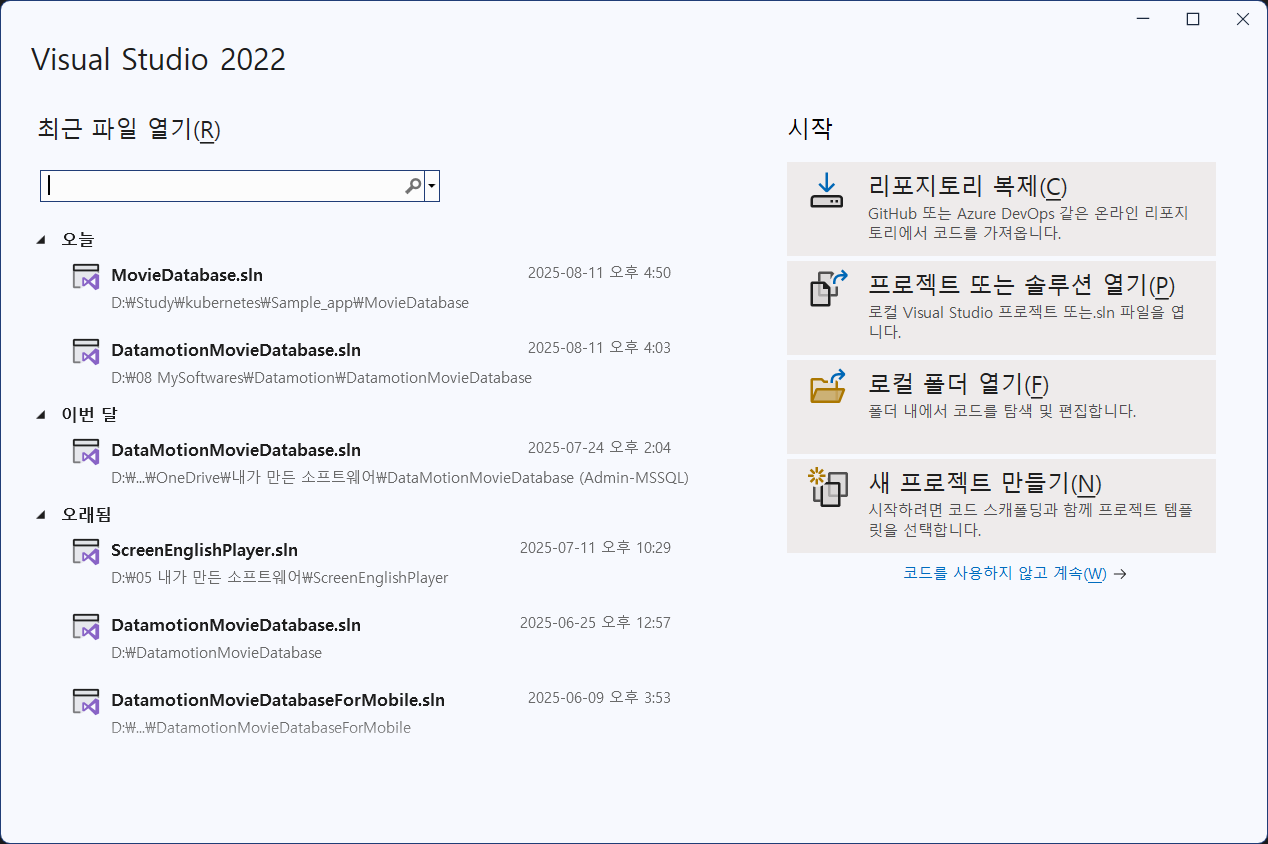 Visual Studio 2022
최근 파일 열기(R)
오늘
MovieDatabase.sln
2025-08-11 오후 4:50
D:₩Study₩kubernetes₩Sample_app₩MovieDatabase
DatamotionMovieDatabase.sln
2025-08-11 오후 4:03
D:₩08 MySoftwares₩Datamotion₩DatamotionMovieDatabase
이번 달
DataMotionMovieDatabase.sln
2025-07-24 오후 2:04
D:₩...₩OneDrive₩내가 만든 소프트웨어₩DataMotionMovieDatabase (Admin-MSSQL)
오래됨
ScreenEnglishPlayer.sln
2025-07-11 오후 10:29
D:₩05 내가 만든 소프트웨어₩ScreenEnglishPlayer
DatamotionMovieDatabase.sln
2025-06-25 오후 12:57
D:₩DatamotionMovieDatabase
DatamotionMovieDatabaseForMobile.sln
2025-06-09 오후 3:53
D:₩...₩DatamotionMovieDatabaseForMobile
시작
리포지토리 복제(C)
GitHub 또는 Azure DevOps 같은 온라인 리포지
토리에서 코드를 가져옵니다.
프로젝트 또는 솔루션 열기(P)
로컬 Visual Studio 프로젝트 또는.sln 파일을 엽
니다.
로컬 폴더 열기(F)
폴더 내에서 코드를 탐색 및 편집합니다.
새 프로젝트 만들기(N)
시작하려면 코드 스캐폴딩과 함께 프로젝트 템플
릿을 선택합니다.
코드를 사용하지 않고 계속(W) →